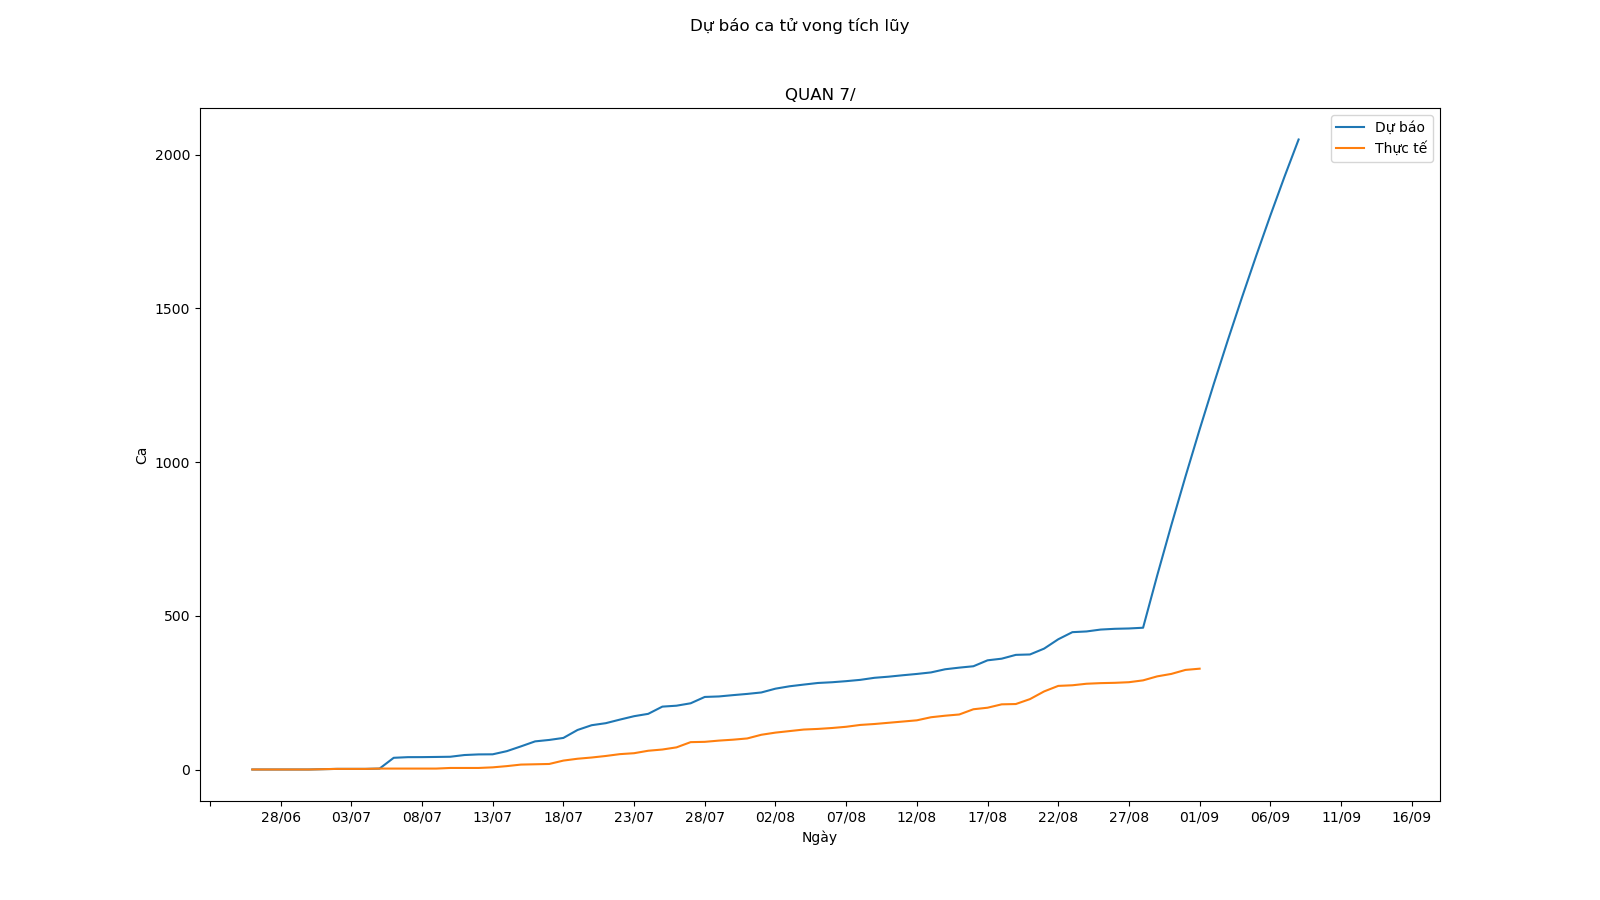 Dự báo ca tử vong tích lũy
QUAN 7/
Dự báo
Thực tế
2000
1500
1000
500
0
Ca
28/06 03/07 08/07 13/07 18/07 23/07 28/07 02/08 07/08 12/08 17/08 22/08 27/08 01/09 06/09 11/09 16/09
Ngày